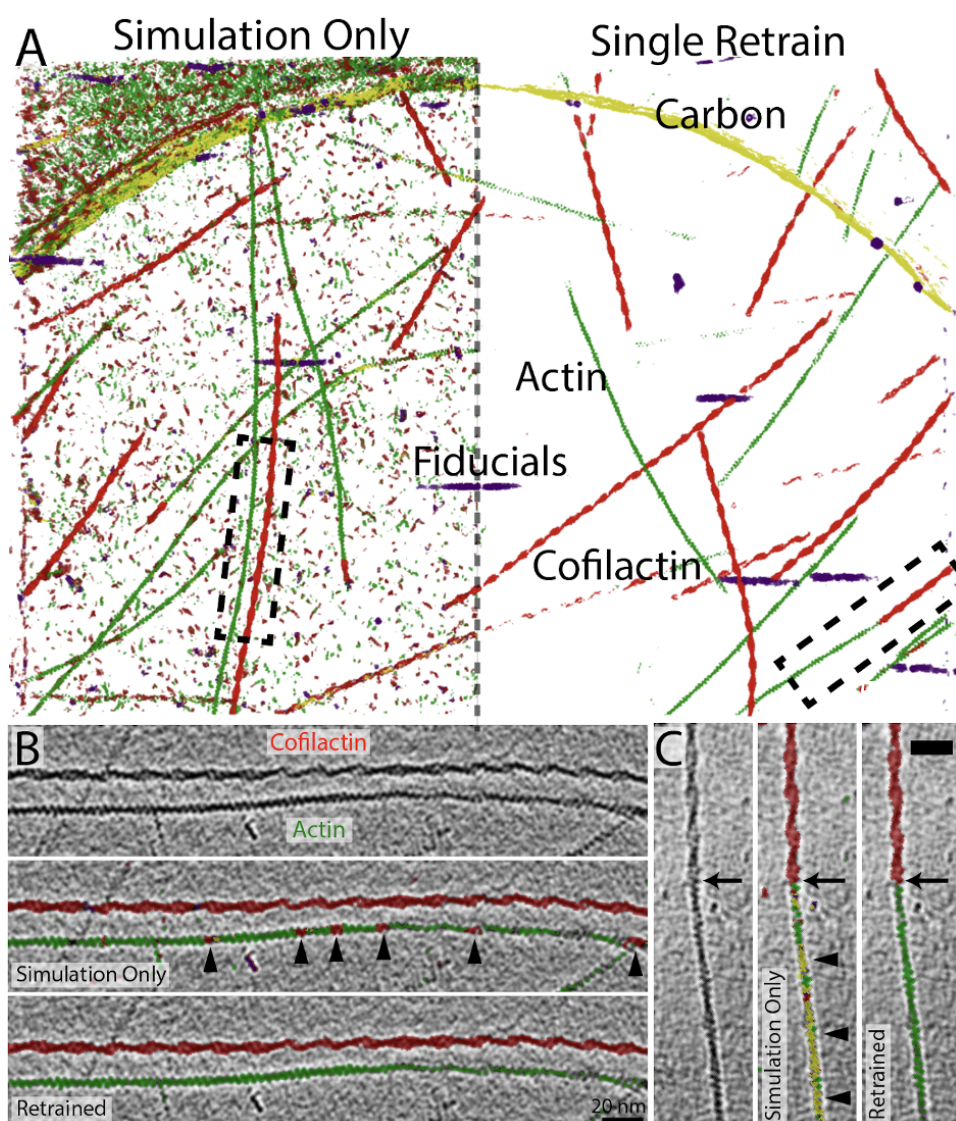 A
Simulation Only
Single Retrain
Carbon
Actin
Fiducials
Cofilactin
B
Cofilactin
Actin
Simulation Only
Retrained
20 nm
C
Simulation Only
Retrained